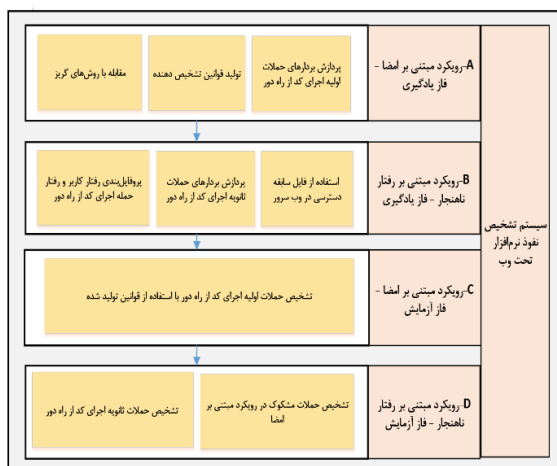 A-رویکرد مبتنی بر امضا -
فاز یادگیری
پردازش بردارهای حملات
اولیه اجرای کد از راه دور
تولید قوانین تشخیص دهنده
مقابله با روش‌های گریز
B-رویکرد مبتنی بر رفتار
ناهنجار - فاز یادگیری
استفاده از فایل سابقه
دسترسی در وب سرور
پردازش بردارهای حملات
ثانویه اجرای کد از راه دور
پروفایل‌بندی رفتار کاربر و رفتار
حمله اجرای کد از راه دور
سیستم تشخیص
نفوذ نرم‌افزار
تحت وب
C-رویکرد مبتنی بر امضا -
فاز آزمایش
تشخیص حملات اولیه اجرای کد از راه دور با استفاده از قوانین تولید شده
D-رویکرد مبتنی بر رفتار
ناهنجار - فاز آزمایش
تشخیص حملات مشکوک در رویکرد مبتنی بر
امضا
تشخیص حملات ثانویه اجرای کد از راه دور